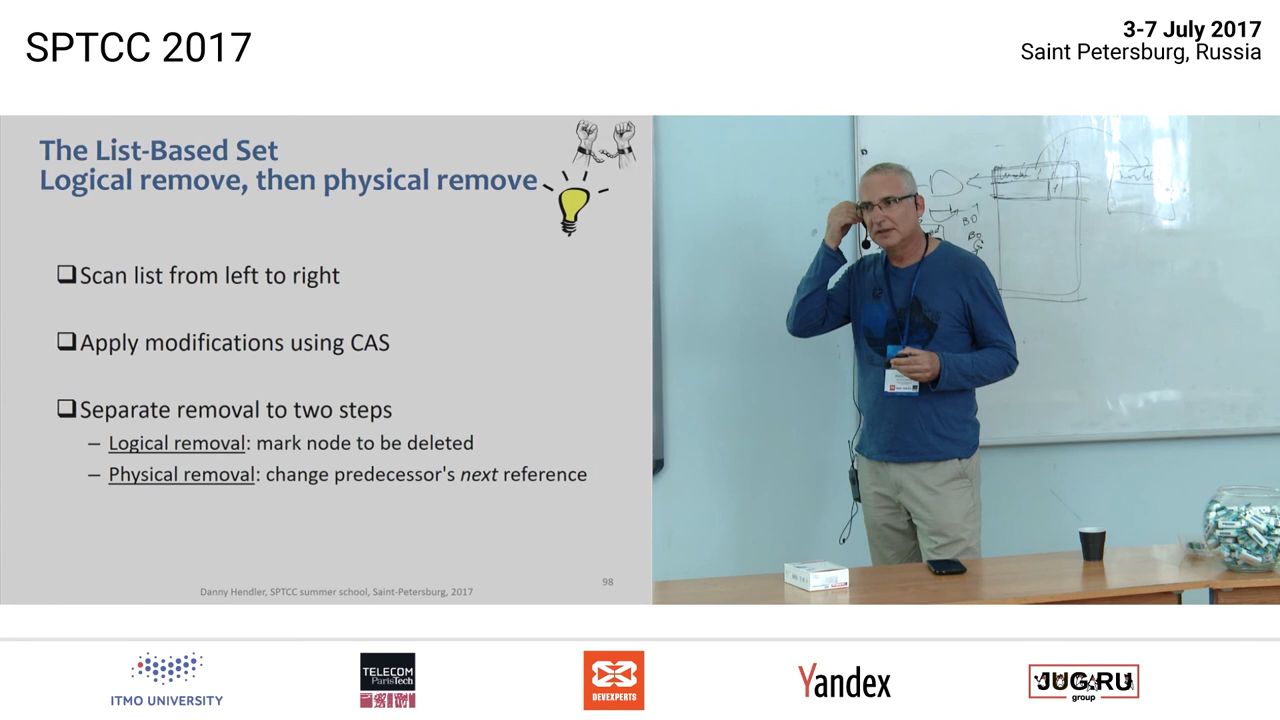 SPTCC 2017
3-7 July 2017
Saint Petersburg, Russia
The List-Based Set
Logical remove, then physical remove
Scan list from left to right
Apply modifications using CAS
Separate removal to two steps
– Logical removal: mark node to be deleted
– Physical removal: change predecessor's next reference
Danny Hendler, SPTCC summer school, Saint-Petersburg, 2017
98
BO
BO
ITMO UNIVERSITY
TELECOM
ParisTech
DEVEXPERTS
Yandex
JUG.RU
group